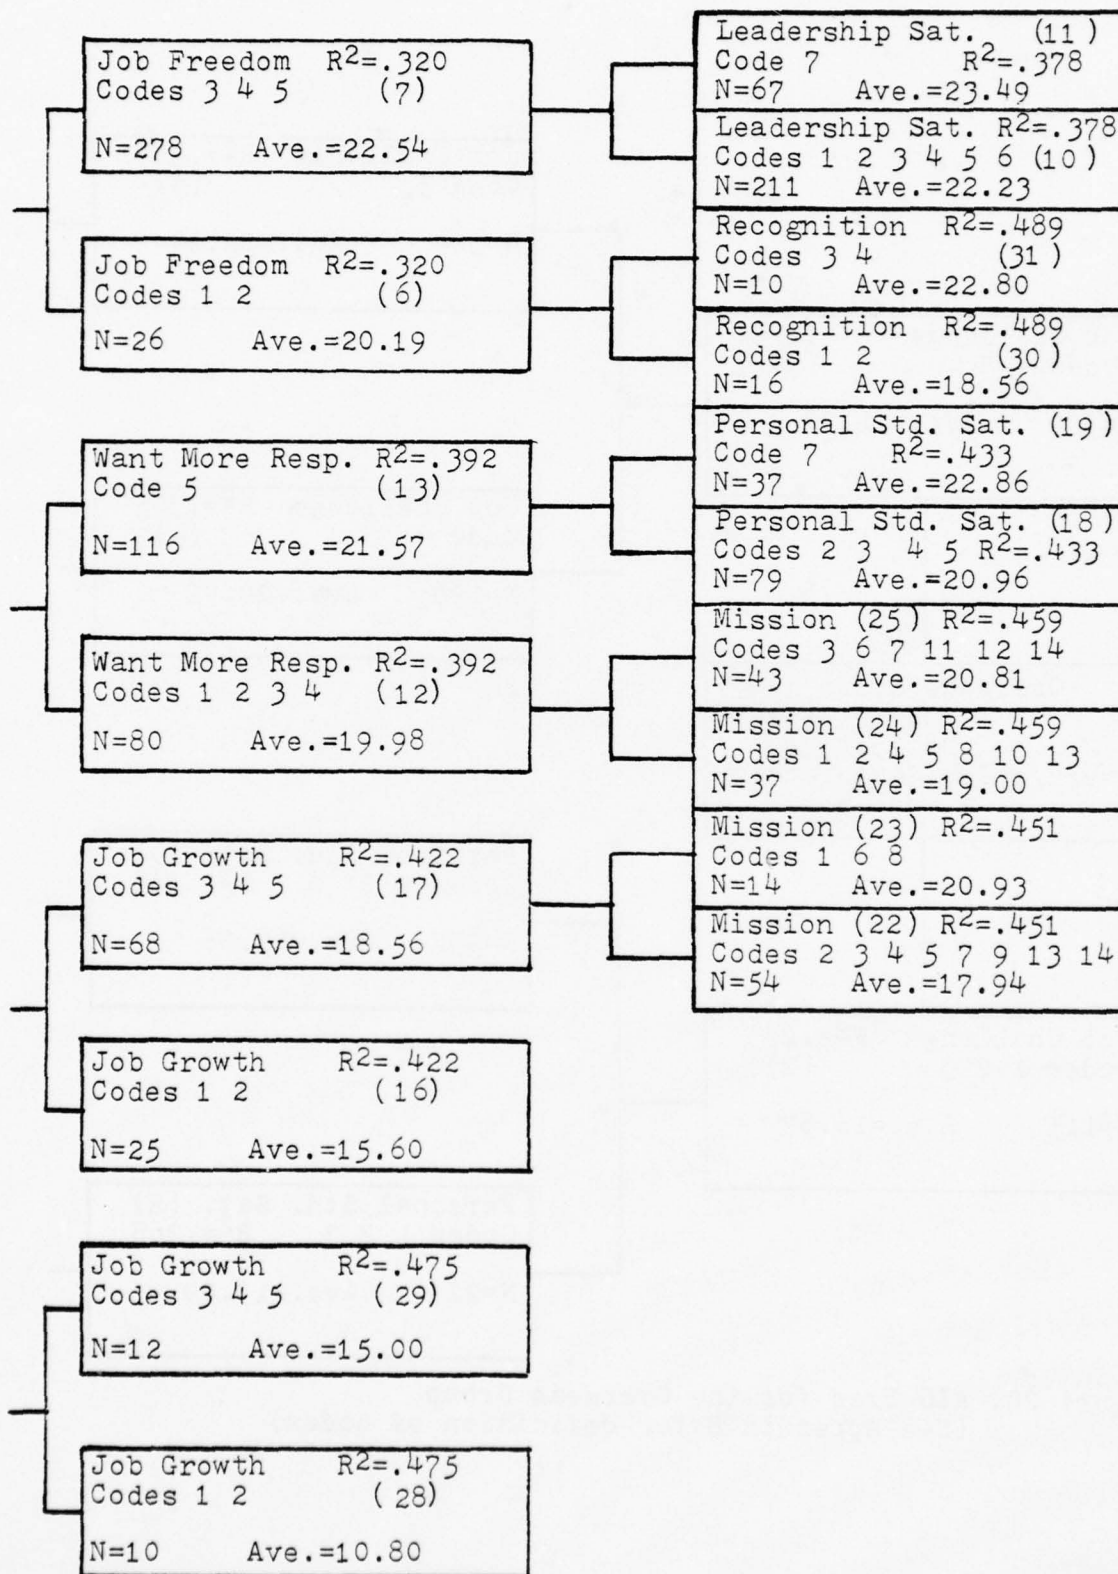 Job Freedom R²=.320
Codes 3 4 5 (7)
N=278 Ave.=22.54
Job Freedom R²=.320
Codes 1 2 (6)
N=26 Ave.=20.19
Want More Resp. R²=.392
Code 5 (13)
N=116 Ave.=21.57
Want More Resp. R²=.392
Codes 1 2 3 4 (12)
N=80 Ave.=19.98
Job Growth R²=.422
Codes 3 4 5 (17)
N=68 Ave.=18.56
Job Growth R²=.422
Codes 1 2 (16)
N=25 Ave.=15.60
Job Growth R²=.475
Codes 3 4 5 (29)
N=12 Ave.=15.00
Job Growth R²=.475
Codes 1 2 (28)
N=10 Ave.=10.80
Leadership Sat. (11)
Code 7 R²=.378
N=67 Ave.=23.49
Leadership Sat. R²=.378
Codes 1 2 3 4 5 6 (10)
N=211 Ave.=22.23
Recognition R²=.489
Codes 3 4 (31)
N=10 Ave.=22.80
Recognition R²=.489
Codes 1 2 (30)
N=16 Ave.=18.56
Personal Std. Sat. (19)
Code 7 R²=.433
N=37 Ave.=22.86
Personal Std. Sat. (18)
Codes 2 3 4 5 R²=.433
N=79 Ave.=20.96
Mission (25) R²=.459
Codes 3 6 7 11 12 14
N=43 Ave.=20.81
Mission (24) R²=.459
Codes 1 2 4 5 8 10 13
N=37 Ave.=19.00
Mission (23) R²=.451
Codes 1 6 8
N=14 Ave.=20.93
Mission (22) R²=.451
Codes 2 3 4 5 7 9 13 14
N=54 Ave.=17.94